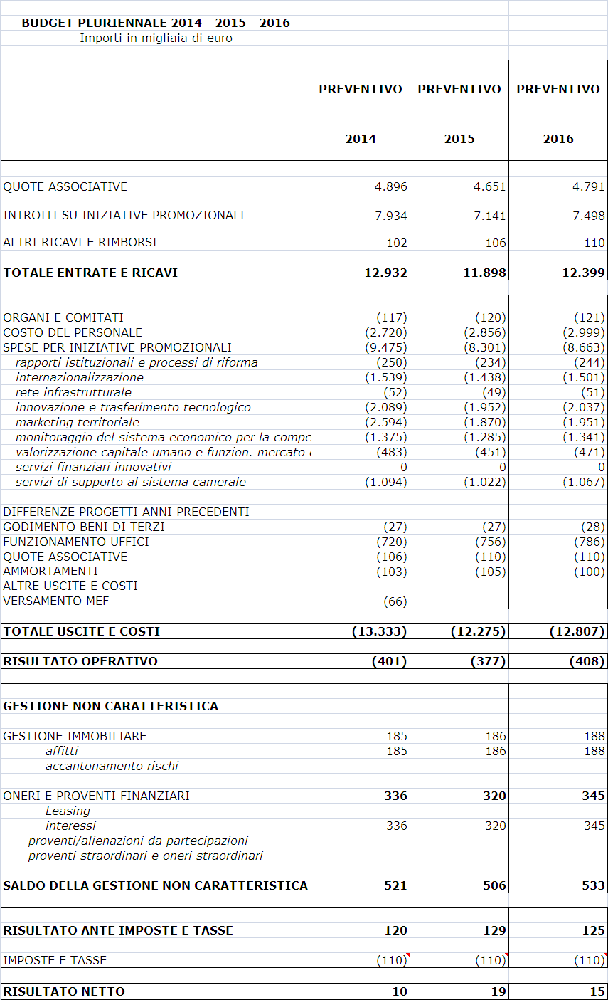 BUDGET PLURIENNALE 2014 - 2015 - 2016
Importi in migliaia di euro
PREVENTIVO PREVENTIVO PREVENTIVO
2014 2015 2016
QUOTE ASSOCIATIVE 4.896 4.651 4.791
INTROITI SU INIZIATIVE PROMOZIONALI 7.934 7.141 7.498
ALTRI RICAVI E RIMBORSI 102 106 110
TOTALE ENTRATE E RICAVI 12.932 11.898 12.399
ORGANI E COMITATI (117) (120) (121)
COSTO DEL PERSONALE (2.720) (2.856) (2.999)
SPESE PER INIZIATIVE PROMOZIONALI (9.475) (8.301) (8.663)
rapporti istituzionali e processi di riforma (250) (234) (244)
internazionalizzazione (1.539) (1.438) (1.501)
rete infrastrutturale (52) (49) (51)
innovazione e trasferimento tecnologico (2.089) (1.952) (2.037)
marketing territoriale (2.594) (1.870) (1.951)
monitoraggio del sistema economico per la compe (1.375) (1.285) (1.341)
valorizzazione capitale umano e funzion. mercato (483) (451) (471)
servizi finanziari innovativi 0 0 0
servizi di supporto al sistema camerale (1.094) (1.022) (1.067)
DIFFERENZE PROGETTI ANNI PRECEDENTI
GODIMENTO BENI DI TERZI (27) (27) (28)
FUNZIONAMENTO UFFICI (720) (756) (786)
QUOTE ASSOCIATIVE (106) (110) (110)
AMMORTAMENTI (103) (105) (100)
ALTRE USCITE E COSTI
VERSAMENTO MEF (66)
TOTALE USCITE E COSTI (13.333) (12.275) (12.807)
RISULTATO OPERATIVO (401) (377) (408)
GESTIONE NON CARATTERISTICA
GESTIONE IMMOBILIARE 185 186 188
affitti 185 186 188
accantonamento rischi
ONERI E PROVENTI FINANZIARI 336 320 345
Leasing
interessi 336 320 345
proventi/alienazioni da partecipazioni
proventi straordinari e oneri straordinari
SALDO DELLA GESTIONE NON CARATTERISTICA 521 506 533
RISULTATO ANTE IMPOSTE E TASSE 120 129 125
IMPOSTE E TASSE (110) (110) (110)
RISULTATO NETTO 10 19 15